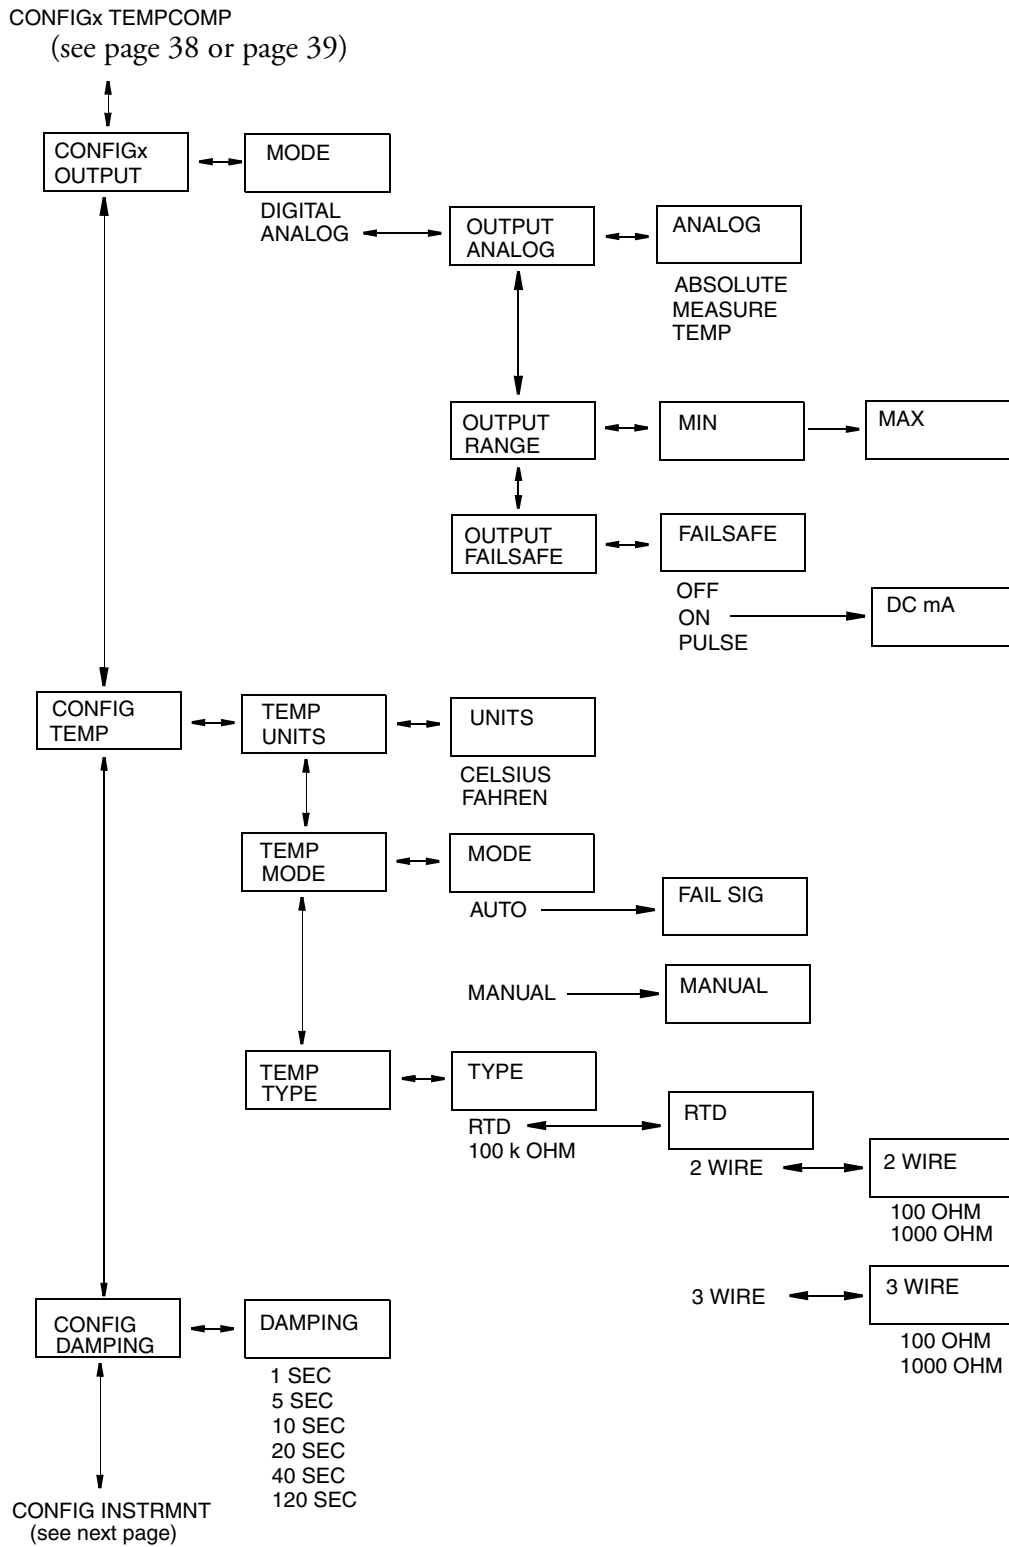 CONFIGx TEMPCOMP
(see page 38 or page 39)
CONFIGx
OUTPUT
MODE
DIGITAL
ANALOG
OUTPUT
ANALOG
ANALOG
ABSOLUTE
MEASURE
TEMP
OUTPUT
RANGE
MIN
MAX
OUTPUT
FAILSAFE
FAILSAFE
OFF
ON
PULSE
DC mA
CONFIG
TEMP
TEMP
UNITS
UNITS
CELSIUS
FAHREN
TEMP
MODE
MODE
AUTO
FAIL SIG
MANUAL
MANUAL
TEMP
TYPE
TYPE
RTD
100 k OHM
RTD
2 WIRE
2 WIRE
100 OHM
1000 OHM
3 WIRE
3 WIRE
100 OHM
1000 OHM
CONFIG
DAMPING
DAMPING
1 SEC
5 SEC
10 SEC
20 SEC
40 SEC
120 SEC
CONFIG INSTRMNT
(see next page)